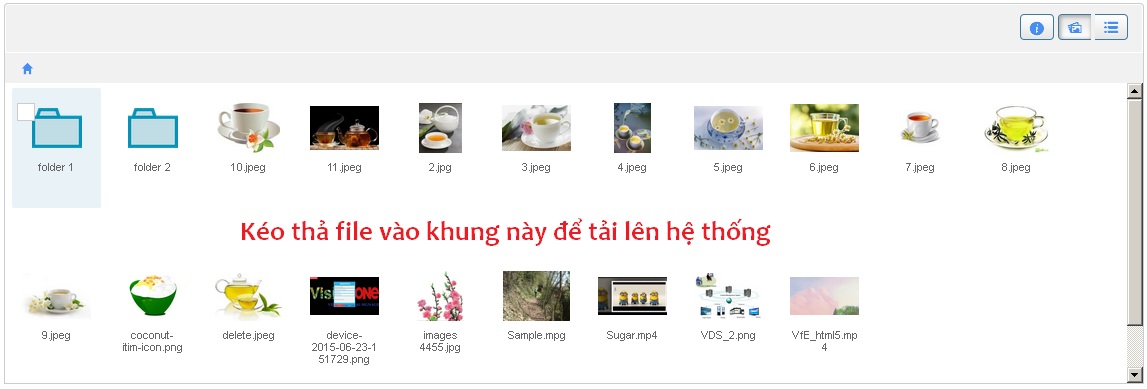 folder 1
folder 2
10.jpeg
11.jpeg
2.jpg
3.jpeg
4.jpeg
5.jpeg
6.jpeg
7.jpeg
8.jpeg
Kéo thả file vào khung này để tải lên hệ thống
9.jpeg
coconut-
itim-icon.png
delete.jpeg
device-
2015-06-23-1
51729.png
images
4455.jpg
Sample.mpg
Sugar.mp4
VDS_2.png
VfE_html5.mp
4